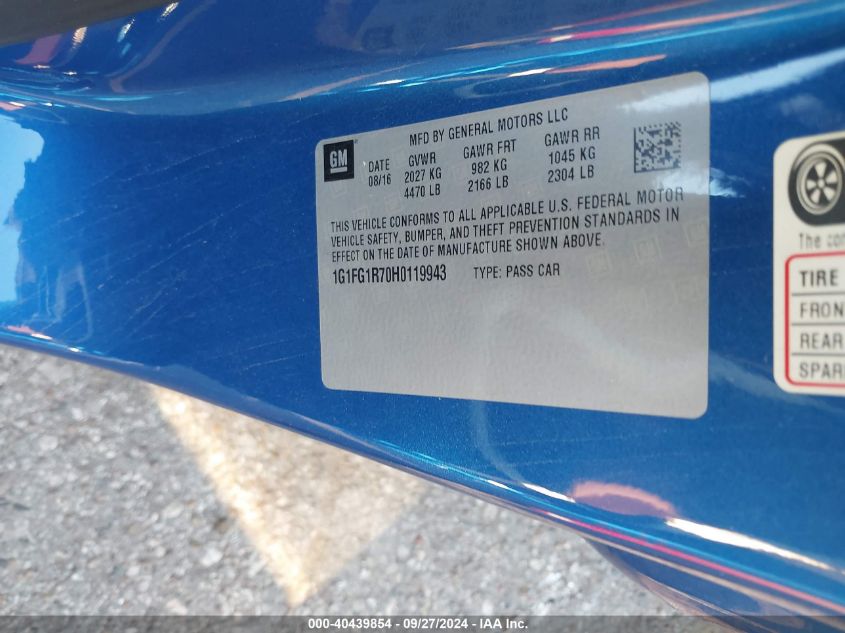 GM
MFD BY GENERAL MOTORS LLC
DATE GVWR GAWR FRT GAWR RR
08/16 2027 KG 982 KG 1045 KG
4470 LB 2166 LB 2304 LB
THIS VEHICLE CONFORMS TO ALL APPLICABLE U.S. FEDERAL MOTOR
VEHICLE SAFETY, BUMPER, AND THEFT PREVENTION STANDARDS IN
EFFECT ON THE DATE OF MANUFACTURE SHOWN ABOVE.
1G1FG1R70H0119943 TYPE: PASS CAR
The com
TIRE
FRON
REAR
SPAR
000-40439854 - 09/27/2024 - IAA Inc.